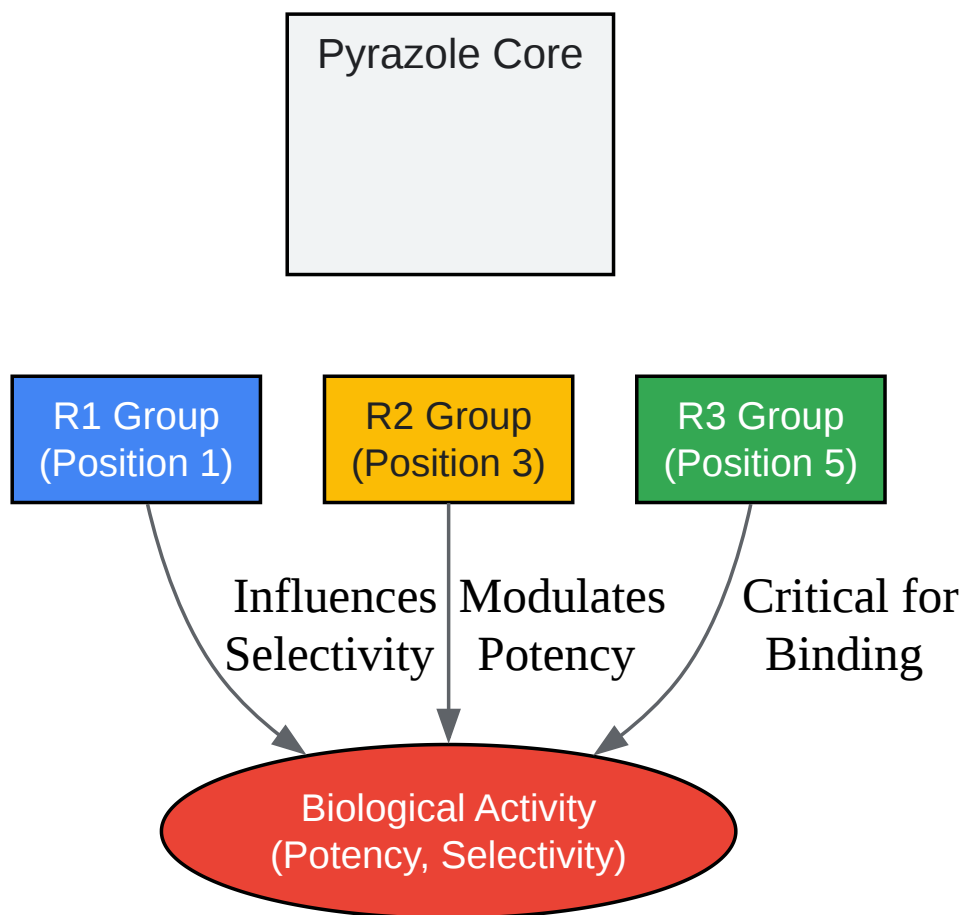 Pyrazole Core
R1 Group
(Position 1)
R2 Group
(Position 3)
R3 Group
(Position 5)
Influences
Selectivity
Modulates
Potency
Critical for
Binding
Biological Activity
(Potency, Selectivity)